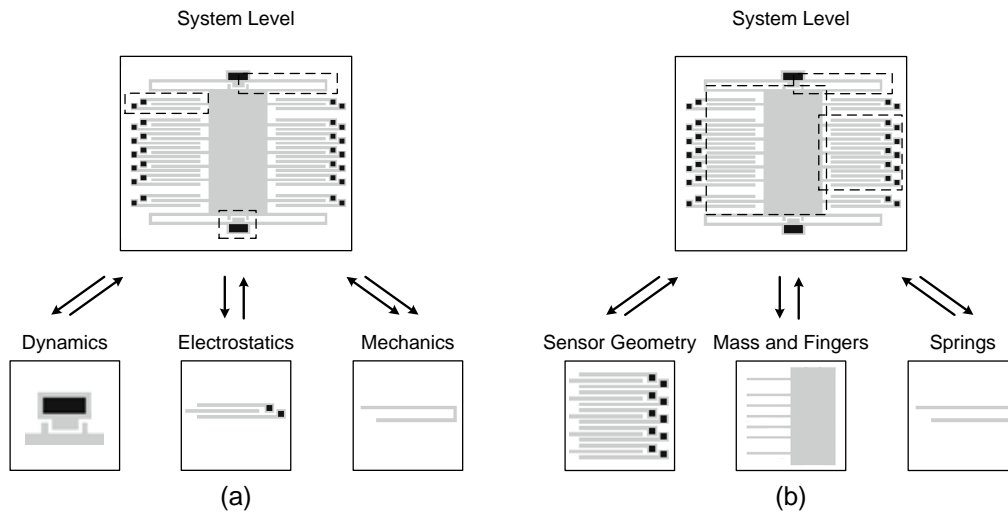 System Level
System Level
Dynamics
Electrostatics
Mechanics
Sensor Geometry
Mass and Fingers
Springs
(a)
(b)